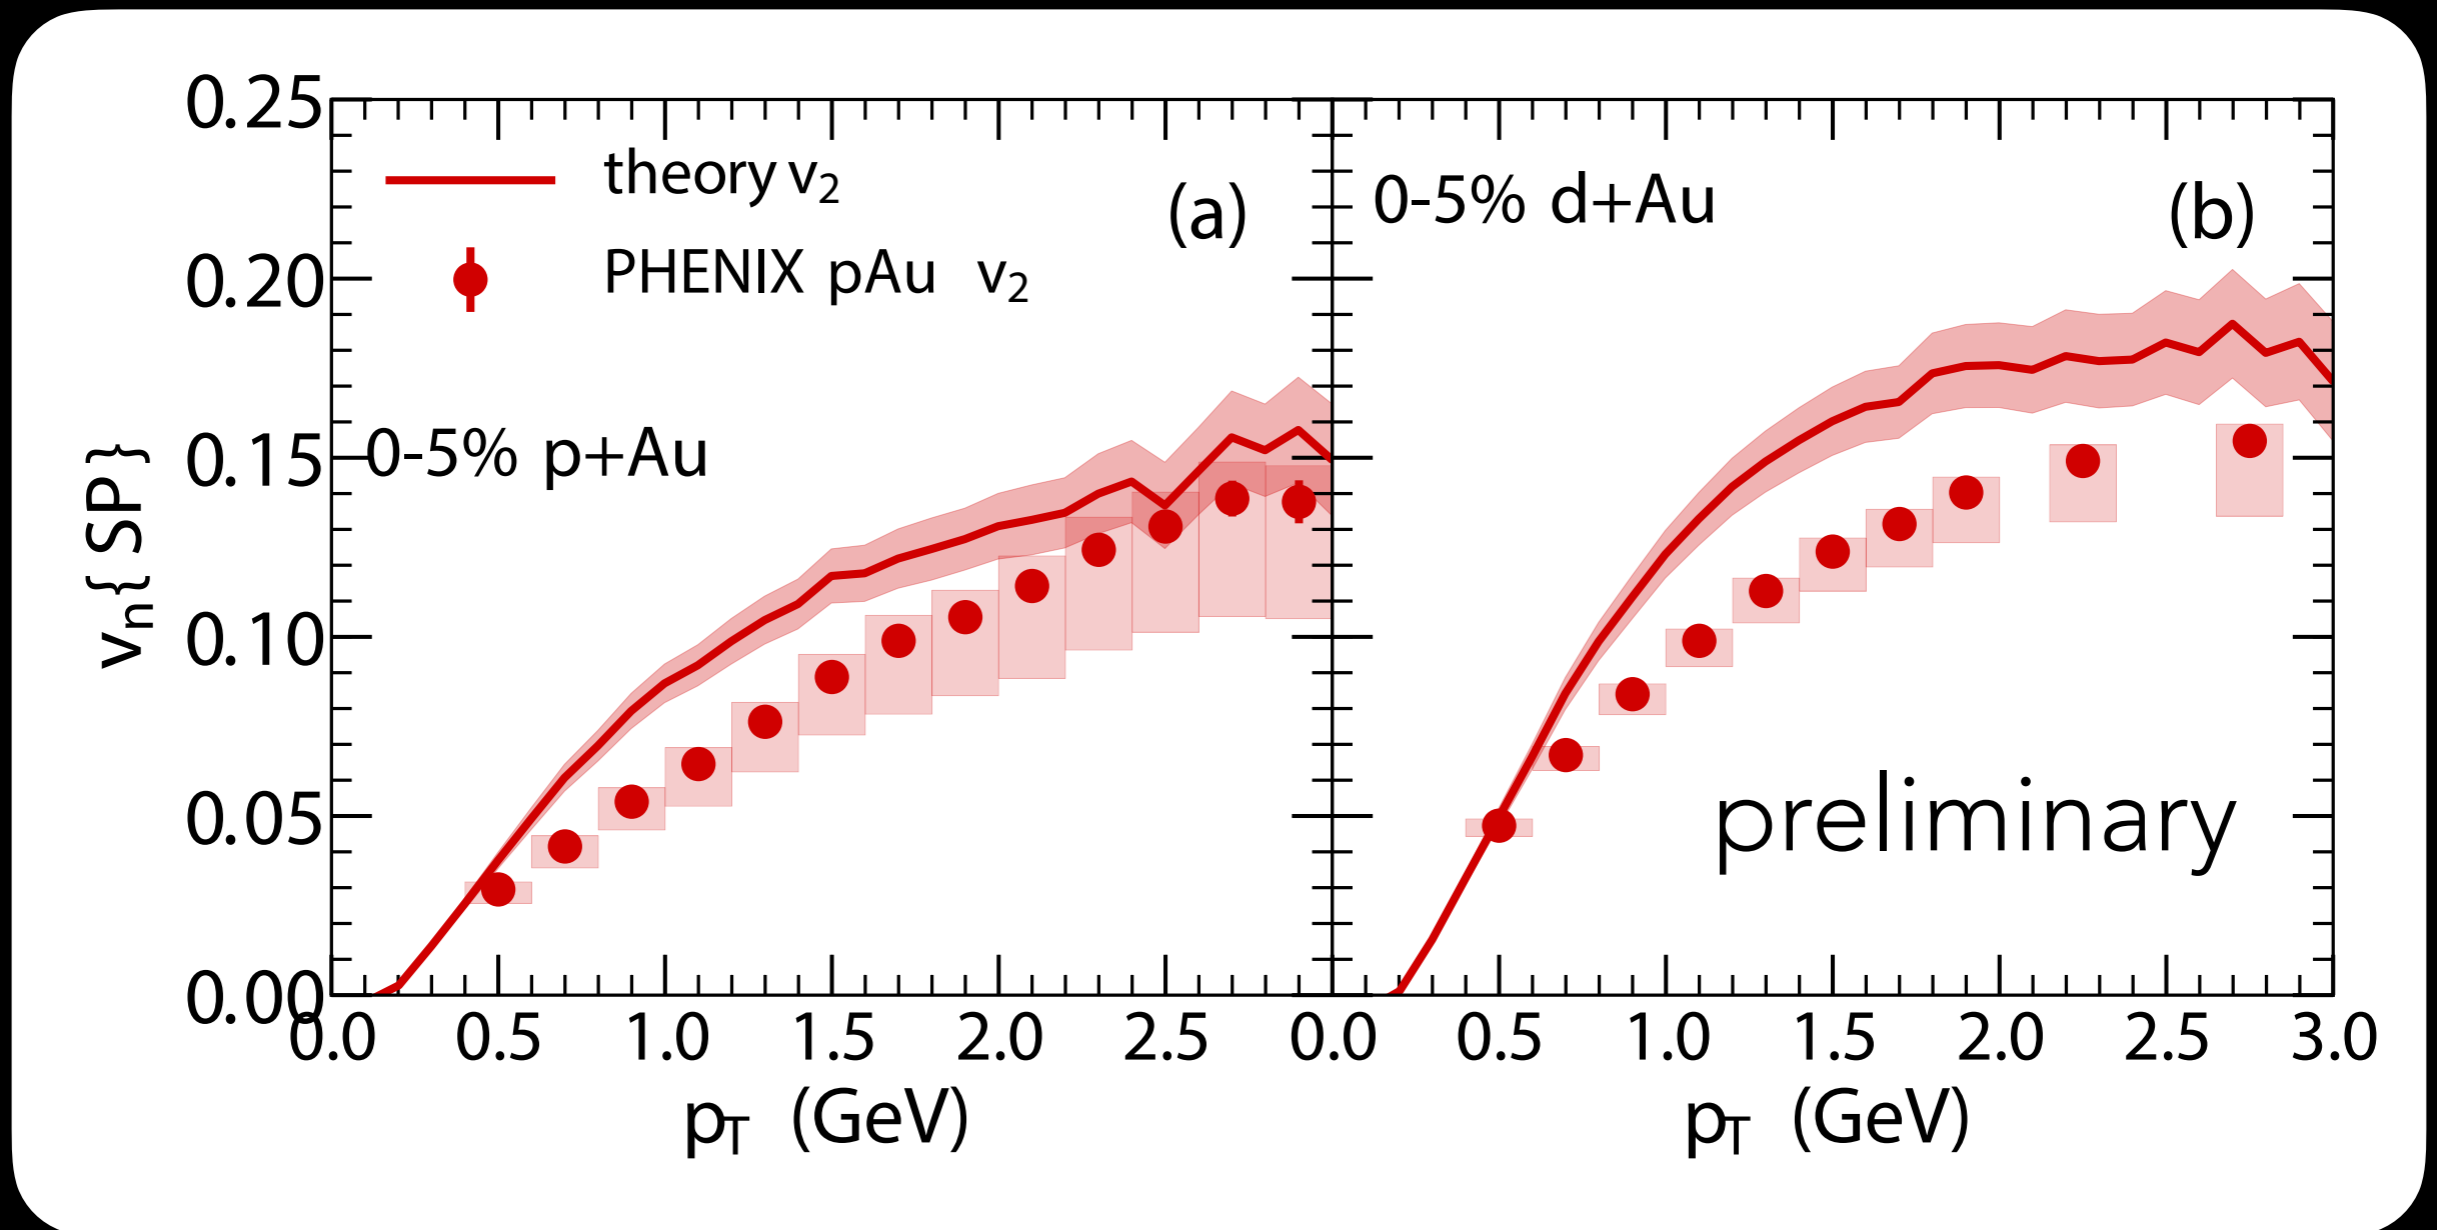 0.25
0.20
0.15
0.10
0.05
0.00
v_n{SP}
theory v₂
PHENIX pAu v₂
(a)
0-5% p+Au
0-5% d+Au
(b)
preliminary
0.0 0.5 1.0 1.5 2.0 2.5 0.0 0.5 1.0 1.5 2.0 2.5 3.0
p_T (GeV) p_T (GeV)